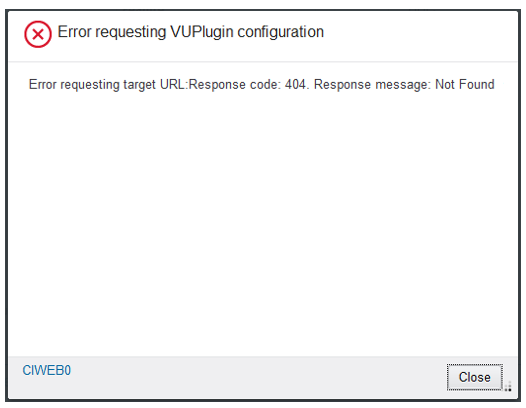 Error requesting VUPlugin configuration
Error requesting target URL:Response code: 404. Response message: Not Found
CIWEB0
Close